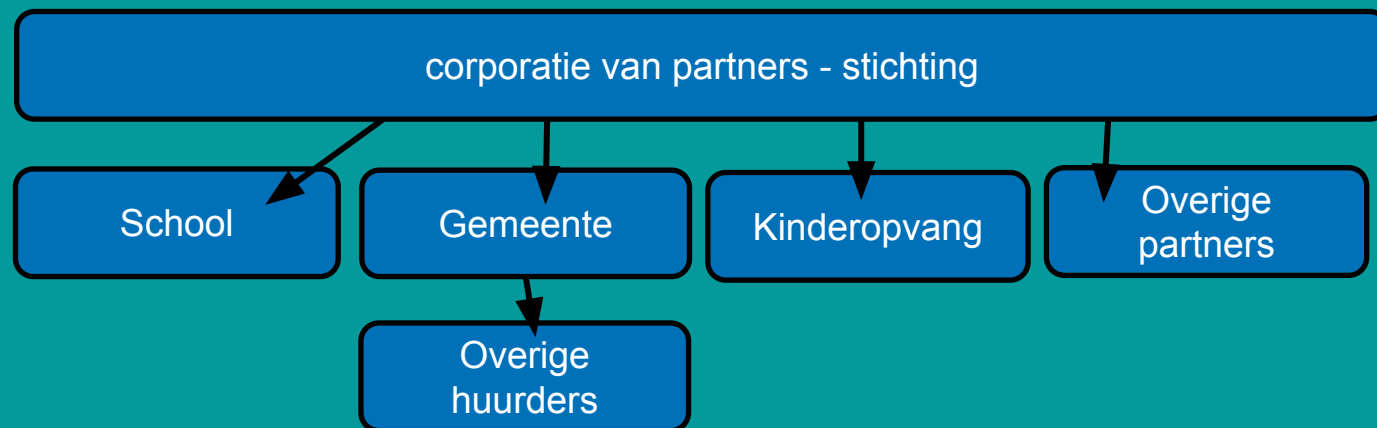 corporatie van partners - stichting
School
Gemeente
Kinderopvang
Overige
partners
Overige
huurders